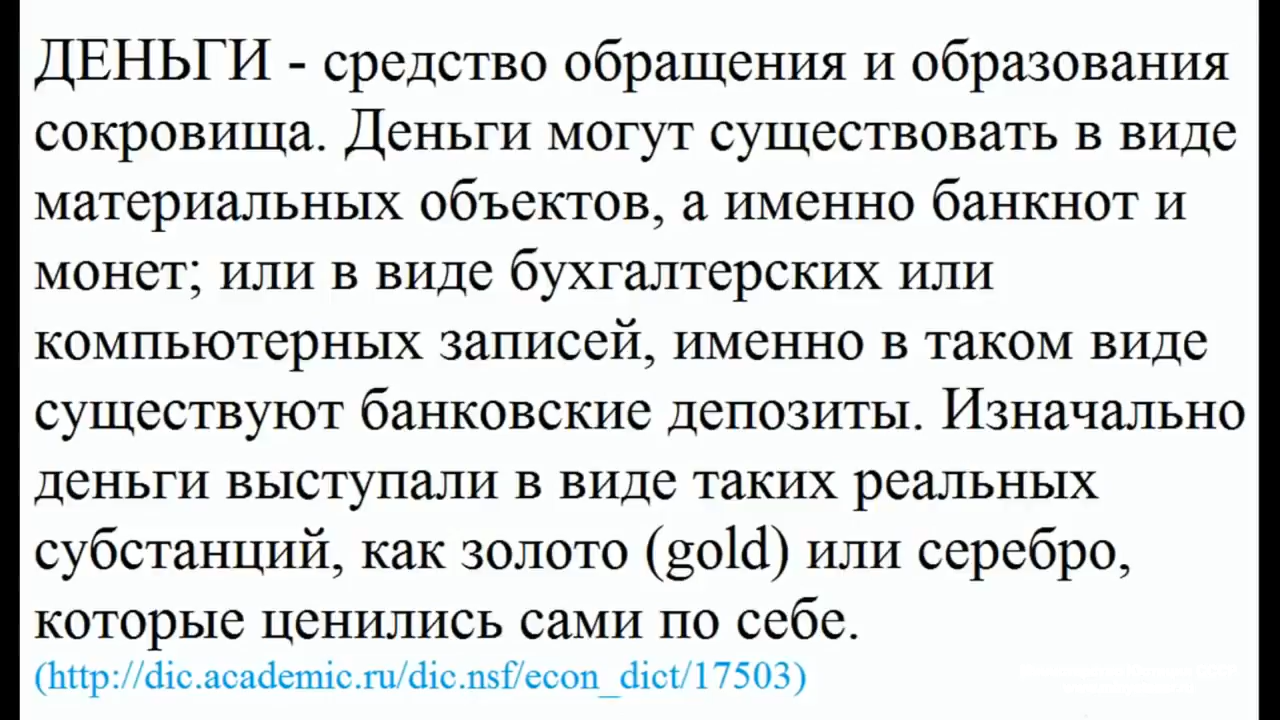 ДЕНЬГИ - средство обращения и образования
сокровища. Деньги могут существовать в виде
материальных объектов, а именно банкнот и
монет; или в виде бухгалтерских или
компьютерных записей, именно в таком виде
существуют банковские депозиты. Изначально
деньги выступали в виде таких реальных
субстанций, как золото (gold) или серебро,
которые ценились сами по себе.
(http://dic.academic.ru/dic.nsf/econ_dict/17503)